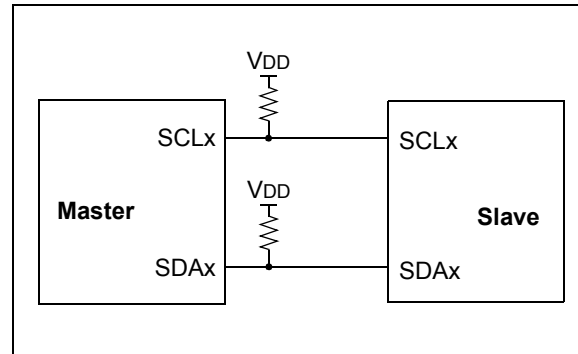 VDD
SCLx
SCLx
VDD
Master
Slave
SDAx
SDAx